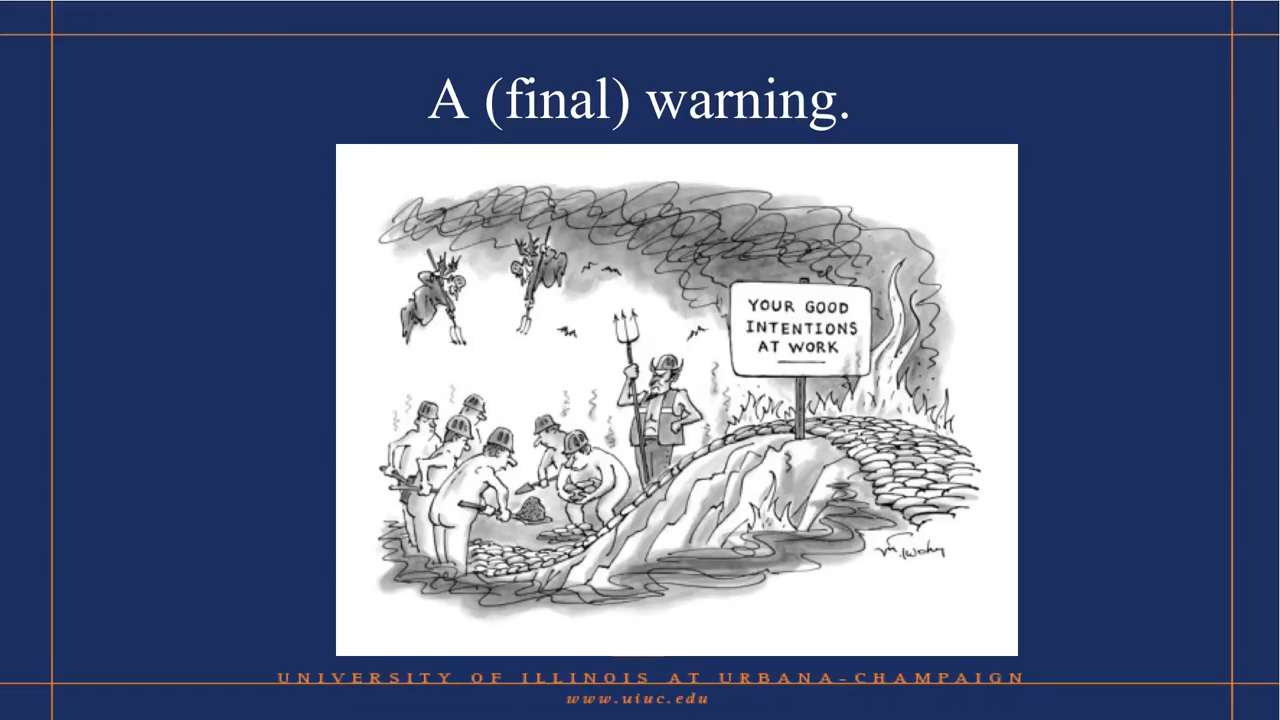 A (final) warning.
YOUR GOOD
INTENTIONS
AT WORK
UNIVERSITY OF ILLINOIS AT URBANA-CHAMPAIGN
www.uiuc.edu